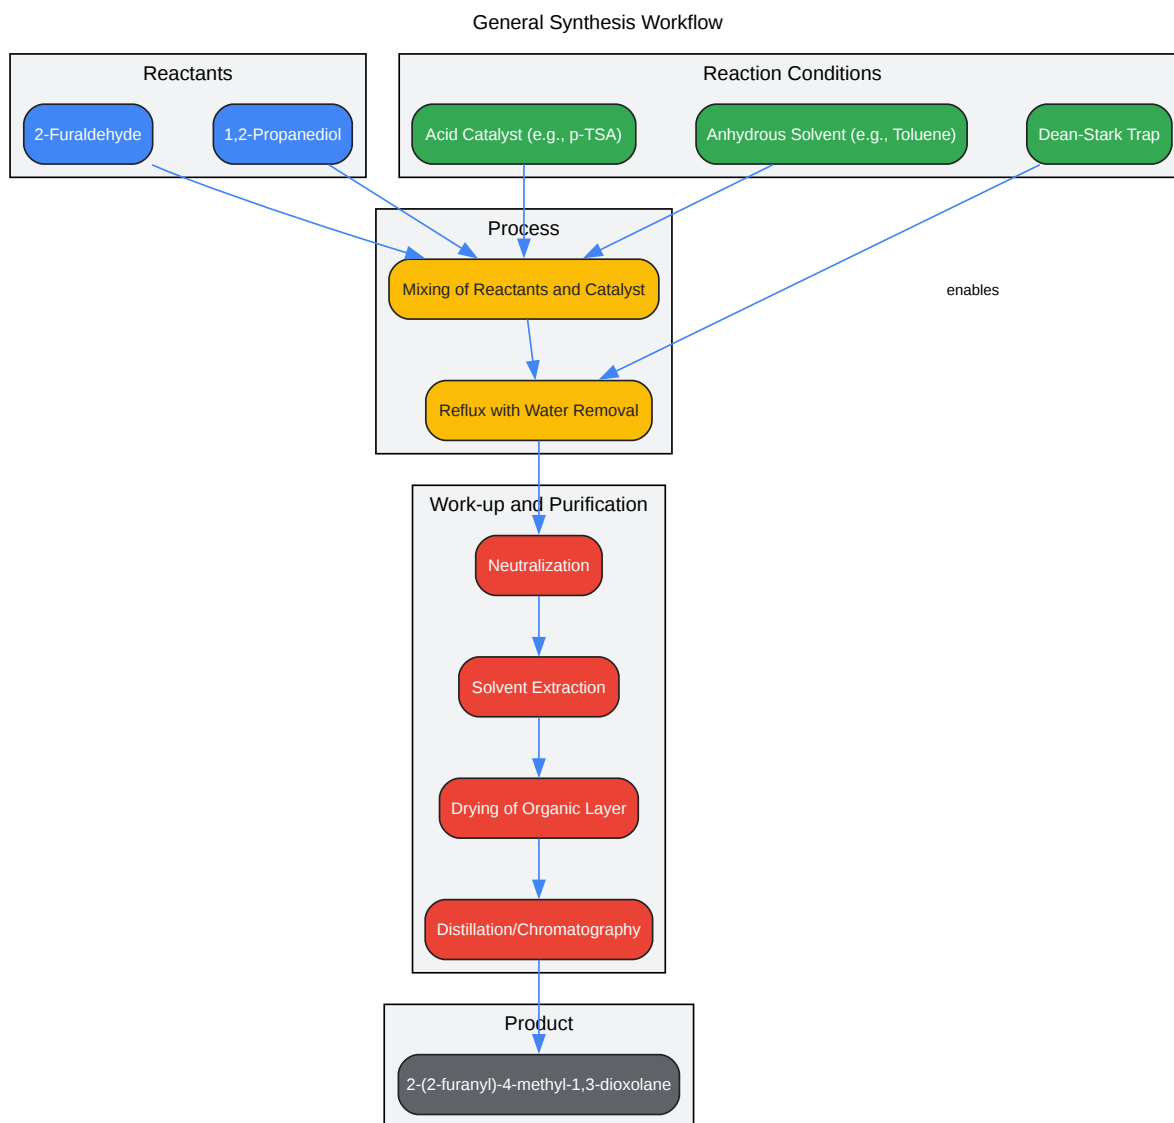 General Synthesis Workflow
Reactants
Reaction Conditions
2-Furaldehyde
1,2-Propanediol
Acid Catalyst (e.g., p-TSA)
Anhydrous Solvent (e.g., Toluene)
Dean-Stark Trap
Process
Mixing of Reactants and Catalyst
enables
Reflux with Water Removal
Work-up and Purification
Neutralization
Solvent Extraction
Drying of Organic Layer
Distillation/Chromatography
Product
2-(2-furanyl)-4-methyl-1,3-dioxolane